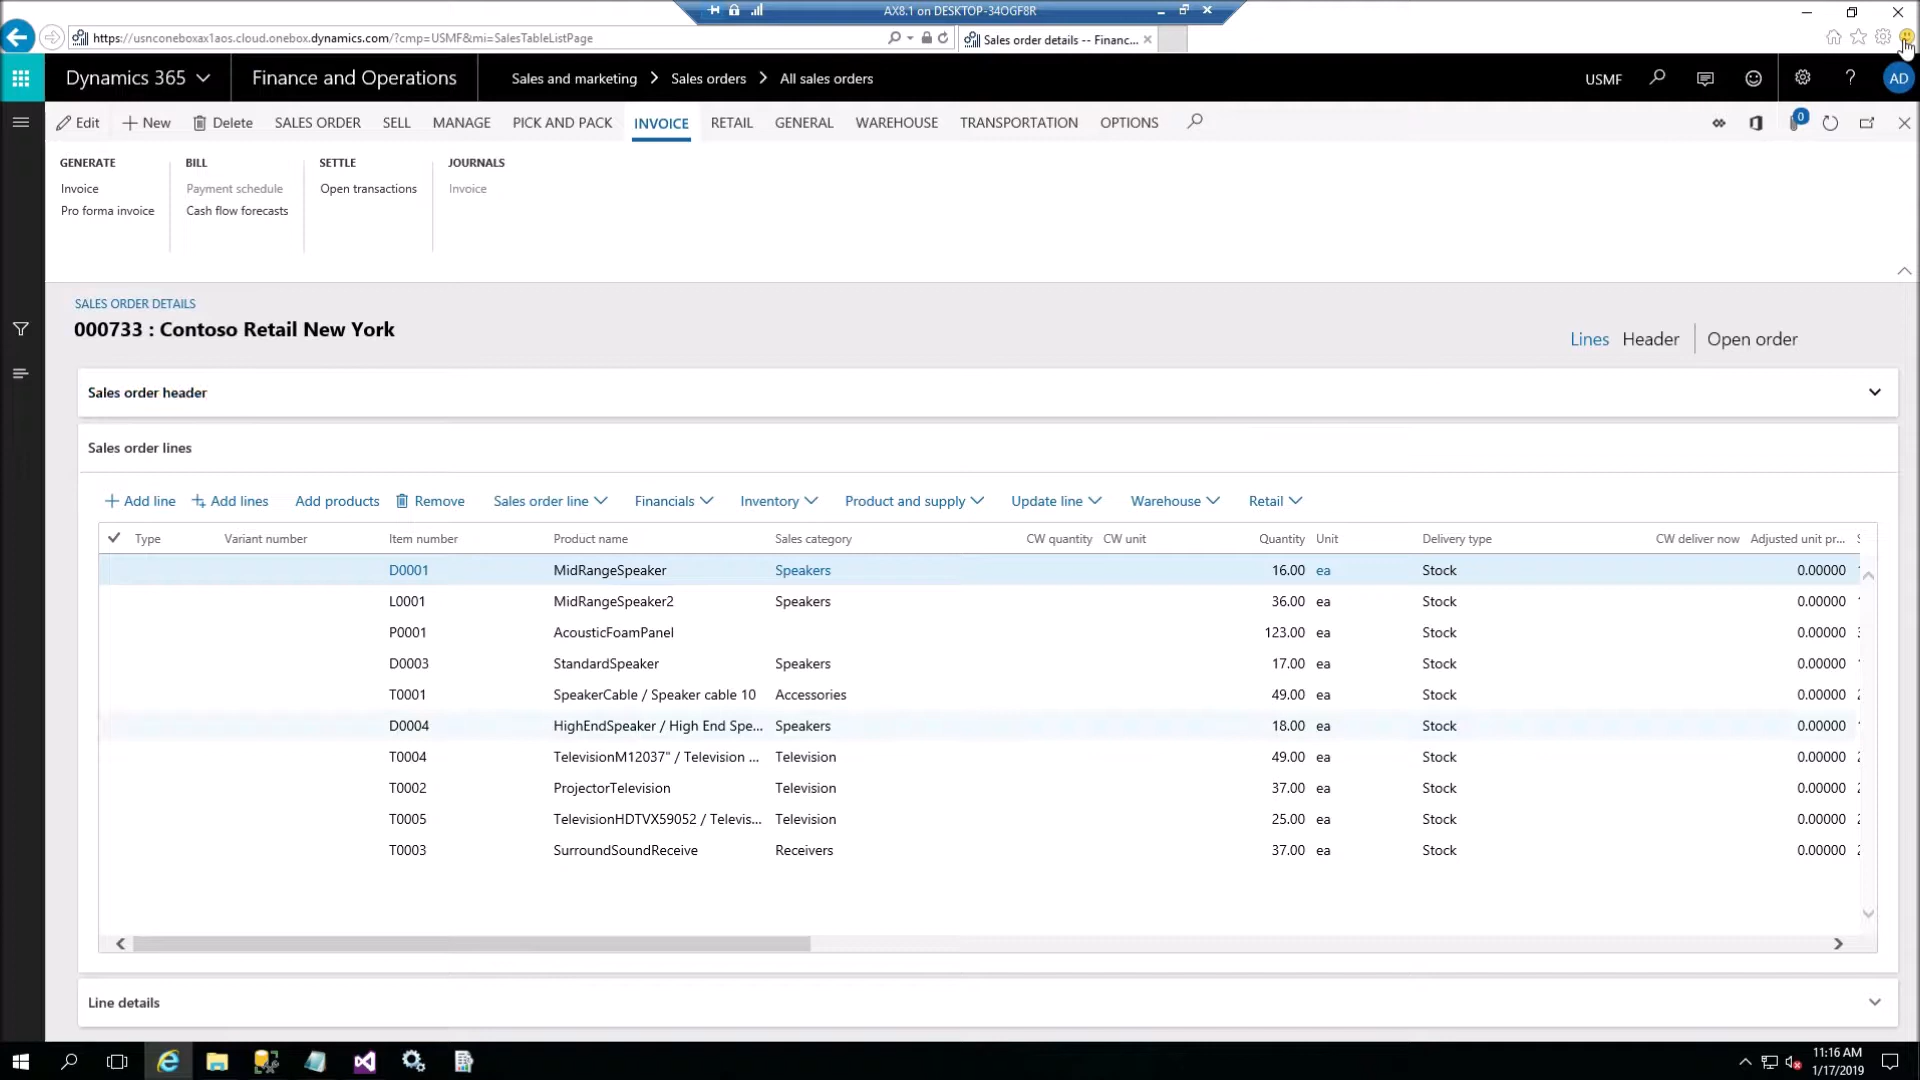 AX8.1 on DESKTOP-34OGF8R
https://usnconeboxax1aos.cloud.onebox.dynamics.com/?cmp=USMF&mi=SalesTableListPage
Sales order details -- Financ...
Dynamics 365
Finance and Operations
Sales and marketing > Sales orders > All sales orders
USMF
?
AD
Edit
New
Delete
SALES ORDER
SELL
MANAGE
PICK AND PACK
INVOICE
RETAIL
GENERAL
WAREHOUSE
TRANSPORTATION
OPTIONS
0
GENERATE
Invoice
Pro forma invoice
BILL
Payment schedule
Cash flow forecasts
SETTLE
Open transactions
JOURNALS
Invoice
SALES ORDER DETAILS
000733 : Contoso Retail New York
Lines Header Open order
Sales order header
Sales order lines
Add line Add lines Add products Remove Sales order line Financials Inventory Product and supply Update line Warehouse Retail
Type Variant number Item number Product name Sales category CW quantity CW unit Quantity Unit Delivery type CW deliver now Adjusted unit pr...
D0001 MidRangeSpeaker Speakers 16.00 ea Stock 0.00000
L0001 MidRangeSpeaker2 Speakers 36.00 ea Stock 0.00000
P0001 AcousticFoamPanel 123.00 ea Stock 0.00000
D0003 StandardSpeaker Speakers 17.00 ea Stock 0.00000
T0001 SpeakerCable / Speaker cable 10 Accessories 49.00 ea Stock 0.00000
D0004 HighEndSpeaker / High End Spe... Speakers 18.00 ea Stock 0.00000
T0004 TelevisionM12037" / Television ... Television 49.00 ea Stock 0.00000
T0002 ProjectorTelevision Television 37.00 ea Stock 0.00000
T0005 TelevisionHDTVX59052 / Televis... Television 25.00 ea Stock 0.00000
T0003 SurroundSoundReceive Receivers 37.00 ea Stock 0.00000
Line details
11:16 AM
1/17/2019